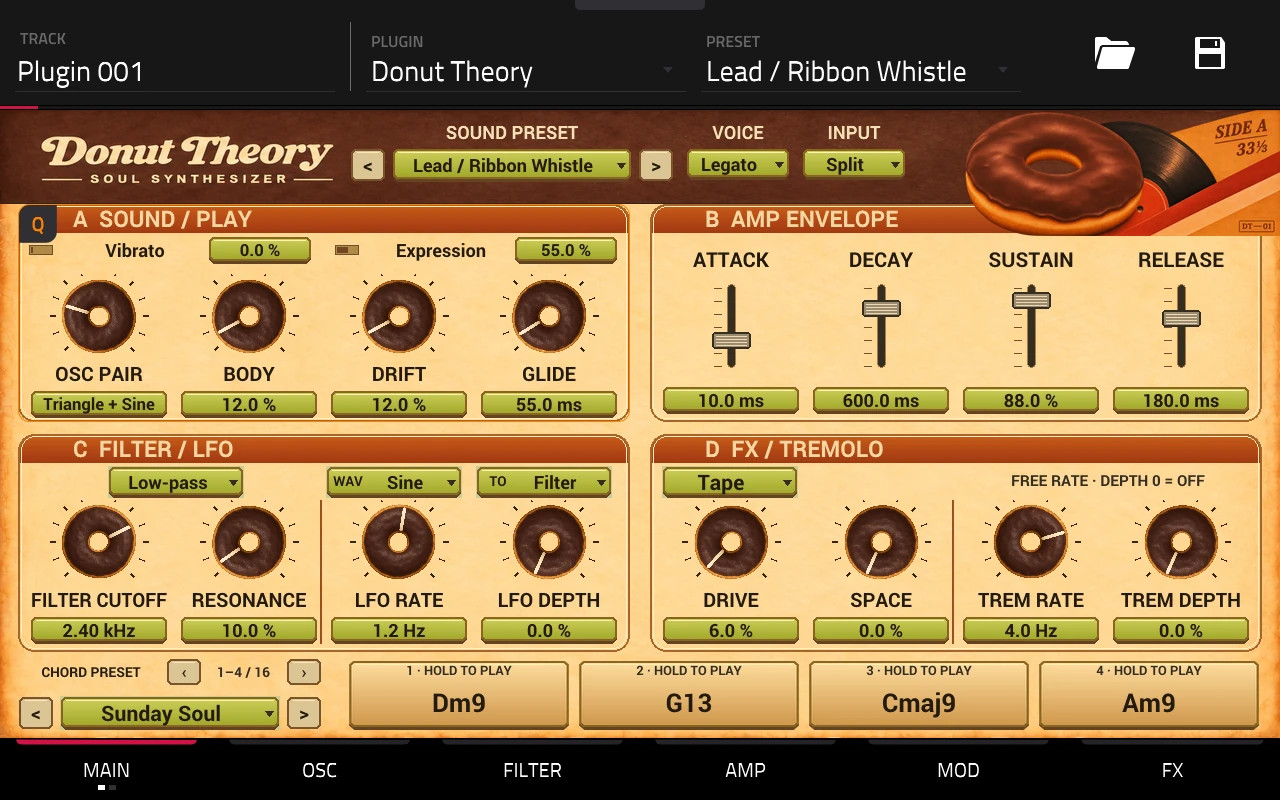 TRACK
Plugin 001
PLUGIN
Donut Theory
PRESET
Lead / Ribbon Whistle
Donut Theory
SOUL SYNTHESIZER
SOUND PRESET
< Lead / Ribbon Whistle >
VOICE
Legato
INPUT
Split
SIDE A
33⅓
DT—01
Q
A SOUND / PLAY
Vibrato 0.0 % Expression 55.0 %
OSC PAIR BODY DRIFT GLIDE
Triangle + Sine 12.0 % 12.0 % 55.0 ms
B AMP ENVELOPE
ATTACK DECAY SUSTAIN RELEASE
10.0 ms 600.0 ms 88.0 % 180.0 ms
C FILTER / LFO
Low-pass WAV Sine TO Filter
FILTER CUTOFF RESONANCE LFO RATE LFO DEPTH
2.40 kHz 10.0 % 1.2 Hz 0.0 %
D FX / TREMOLO
Tape FREE RATE · DEPTH 0 = OFF
DRIVE SPACE TREM RATE TREM DEPTH
6.0 % 0.0 % 4.0 Hz 0.0 %
CHORD PRESET ‹ 1–4 / 16 ›
< Sunday Soul >
1 · HOLD TO PLAY
Dm9
2 · HOLD TO PLAY
G13
3 · HOLD TO PLAY
Cmaj9
4 · HOLD TO PLAY
Am9
MAIN OSC FILTER AMP MOD FX